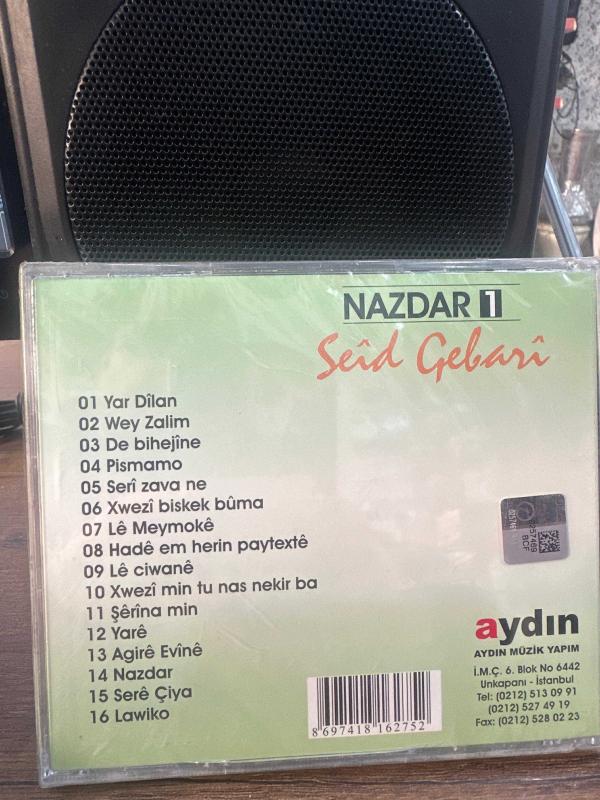 NAZDAR 1
Seîd Gebarî
01 Yar Dîlan
02 Wey Zalim
03 De bihejîne
04 Pismamo
05 Serî zava ne
06 Xwezî biskek bûma
07 Lê Meymokê
08 Hadê em herin paytextê
09 Lê ciwanê
10 Xwezî min tu nas nekir ba
11 Şêrîna min
12 Yarê
13 Agirê Evînê
14 Nazdar
15 Serê Çiya
16 Lawiko
BCF
aydın
AYDIN MÜZİK YAPIM
İ.M.Ç. 6. Blok No 6442
Unkapanı - İstanbul
Tel: (0212) 513 09 91
(0212) 527 49 19
Fax: (0212) 528 02 23
8 697418 162752